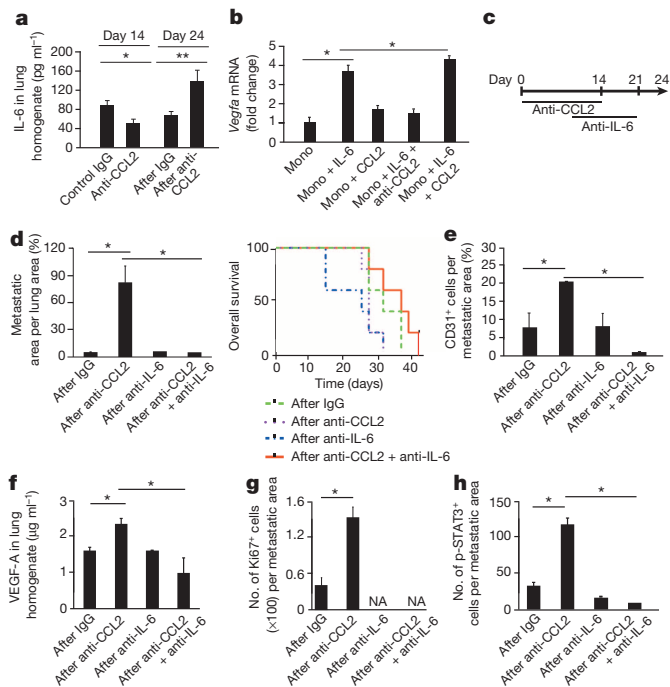 a
Day 14
Day 24
IL-6 in lung
homogenate (pg ml⁻¹)
200
160
120
80
40
0
*
**
Control IgG
Anti-CCL2
After IgG
After anti-
CCL2
b
Vegfa mRNA
(fold change)
5
4
3
2
1
0
*
*
Mono
Mono + IL-6
Mono + CCL2
Mono + IL-6 +
anti-CCL2
Mono + IL-6
+ CCL2
c
Day
0
14
21
24
Anti-CCL2
Anti-IL-6
d
Metastatic
area per lung area (%)
120
90
60
30
0
*
*
After IgG
After anti-CCL2
After anti-IL-6
After anti-CCL2
+ anti-IL-6
Overall survival
100
50
0
10
20
30
40
Time (days)
After IgG
After anti-CCL2
After anti-IL-6
After anti-CCL2 + anti-IL-6
e
CD31⁺ cells per
metastatic area (%)
30
25
20
15
10
5
0
*
*
After IgG
After anti-CCL2
After anti-IL-6
After anti-CCL2
+ anti-IL-6
f
VEGF-A in lung
homogenate (µg ml⁻¹)
3
2
1
0
*
*
After IgG
After anti-CCL2
After anti-IL-6
After anti-CCL2
+ anti-IL-6
g
No. of Ki67⁺ cells
(×100) per metastatic area
1.6
1.2
0.6
0
*
NA
NA
After IgG
After anti-CCL2
After anti-IL-6
After anti-CCL2
+ anti-IL-6
h
No. of p-STAT3⁺
cells per metastatic area
150
100
50
0
*
*
After IgG
After anti-CCL2
After anti-IL-6
After anti-CCL2
+ anti-IL-6